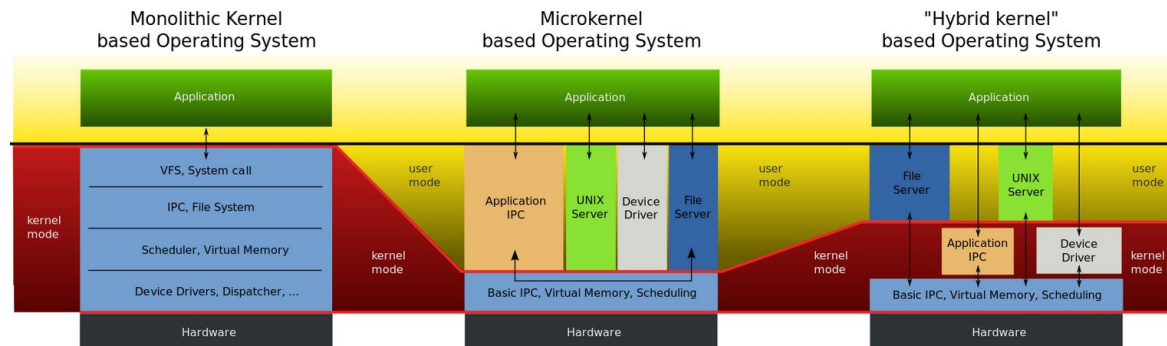 Monolithic Kernel
based Operating System
Microkernel
based Operating System
"Hybrid kernel"
based Operating System
Application
Application
Application
VFS, System call
IPC, File System
Scheduler, Virtual Memory
Device Drivers, Dispatcher, ...
Hardware
kernel
mode
kernel
mode
user
mode
Application
IPC
UNIX
Server
Device
Driver
File
Server
Basic IPC, Virtual Memory, Scheduling
Hardware
user
mode
kernel
mode
File
Server
UNIX
Server
user
mode
Application
IPC
Device
Driver
kernel
mode
Basic IPC, Virtual Memory, Scheduling
Hardware